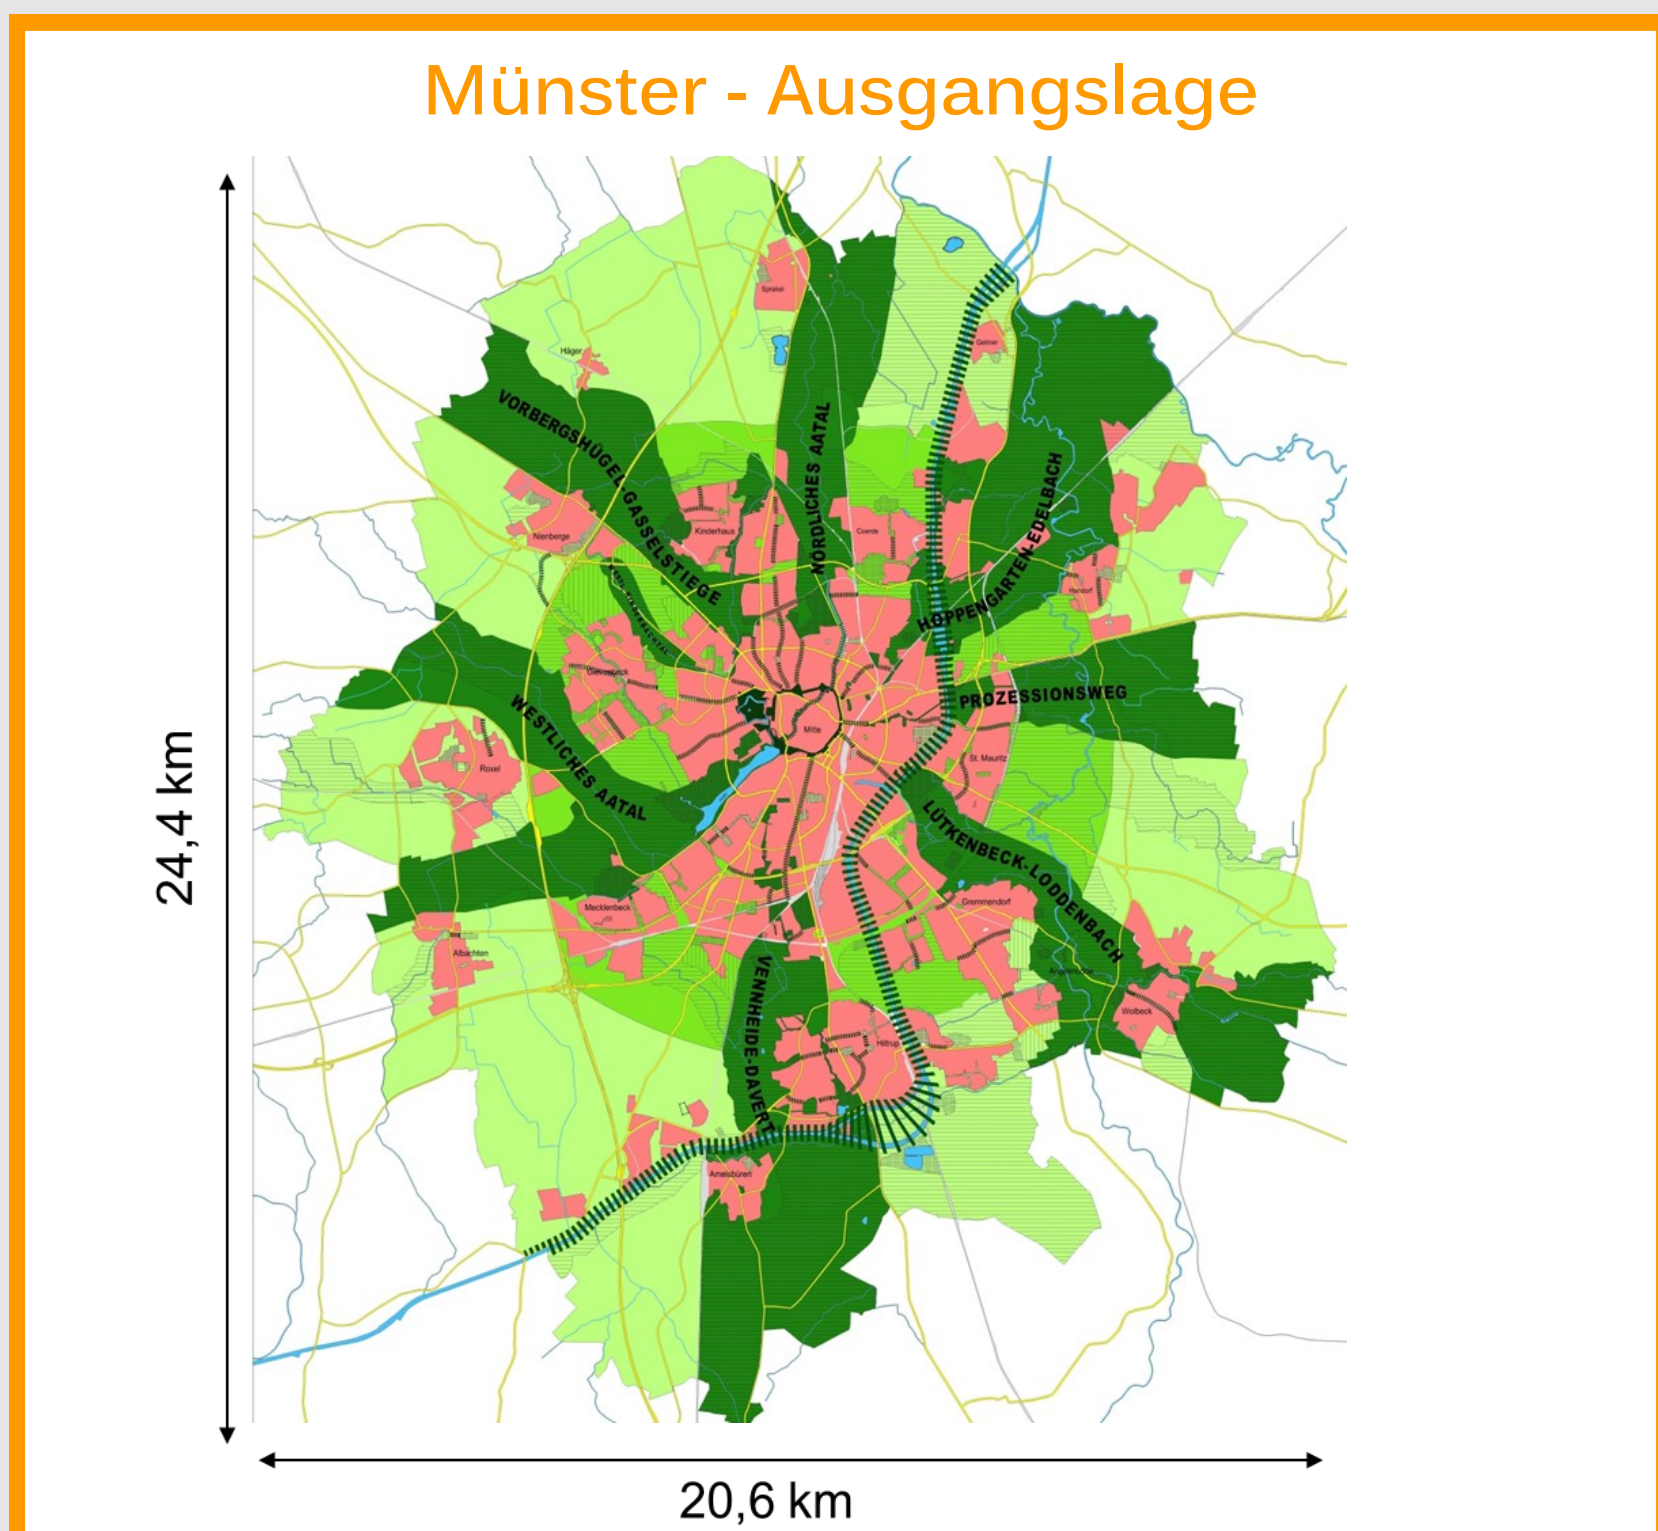 Münster - Ausgangslage
Sprakel
Gelmer
Häger
VORBERGSHÜGEL-GASSELSTIEGE
NÖRDLICHES AATAL
HOPPENGARTEN-EDELBACH
Nienberge
Kinderhaus
Coerde
Handorf
Gievenbeck
WESTLICHES AATAL
PROZESSIONSWEG
Mitte
St. Mauritz
Roxel
24,4 km
LÜTKENBECK-LODDENBACH
Mecklenbeck
Gremmendorf
Albachten
Angelmodde
VENNHEIDE-DAVERT
Wolbeck
Hiltrup
Amelsbüren
20,6 km